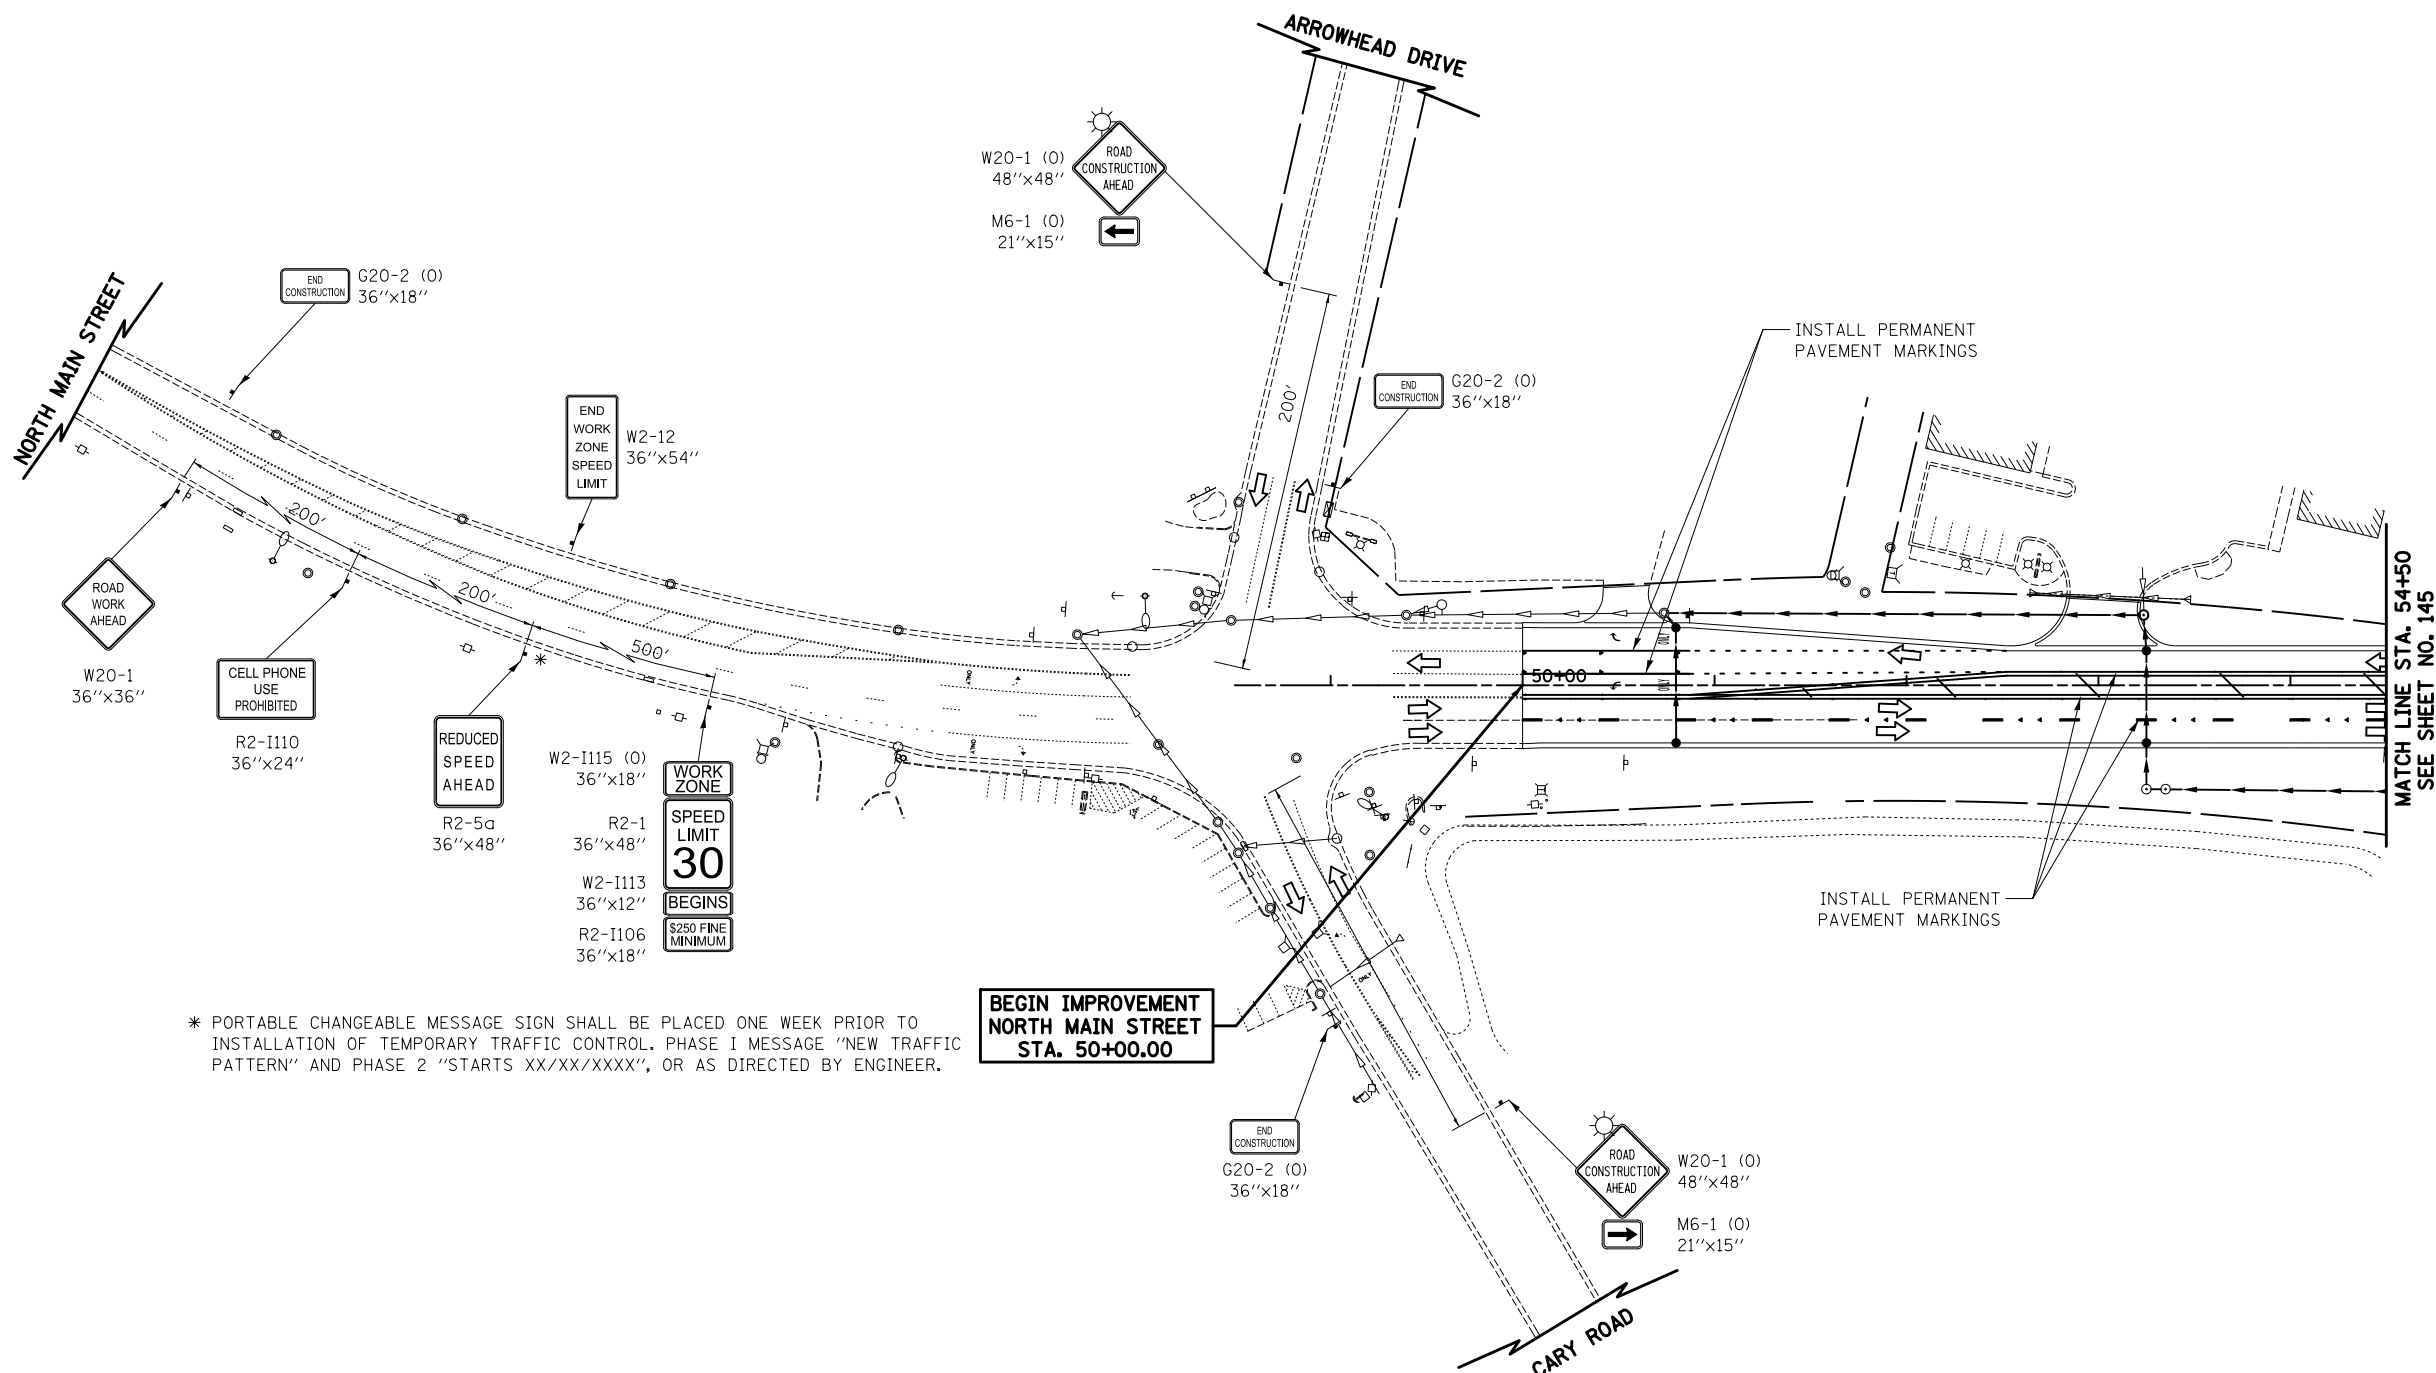 ARROWHEAD DRIVE
W20-1 (O)
48''x48''
ROAD
CONSTRUCTION
AHEAD
M6-1 (O)
21''x15''
NORTH MAIN STREET
END
CONSTRUCTION
G20-2 (O)
36''x18''
END
WORK
ZONE
SPEED
LIMIT
W2-12
36''x54''
200'
END
CONSTRUCTION
G20-2 (O)
36''x18''
INSTALL PERMANENT
PAVEMENT MARKINGS
200'
200'
500'
ROAD
WORK
AHEAD
W20-1
36''x36''
CELL PHONE
USE
PROHIBITED
R2-I110
36''x24''
REDUCED
SPEED
AHEAD
R2-5a
36''x48''
W2-I115 (O)
36''x18''
WORK
ZONE
R2-1
36''x48''
SPEED
LIMIT
30
W2-I113
36''x12''
BEGINS
R2-I106
36''x18''
$250 FINE
MINIMUM
ONLY
ONLY
ONLY
ONLY
50+00
MATCH LINE STA. 54+50
SEE SHEET NO. 145
INSTALL PERMANENT
PAVEMENT MARKINGS
* PORTABLE CHANGEABLE MESSAGE SIGN SHALL BE PLACED ONE WEEK PRIOR TO
INSTALLATION OF TEMPORARY TRAFFIC CONTROL. PHASE I MESSAGE "NEW TRAFFIC
PATTERN" AND PHASE 2 "STARTS XX/XX/XXXX", OR AS DIRECTED BY ENGINEER.
BEGIN IMPROVEMENT
NORTH MAIN STREET
STA. 50+00.00
END
CONSTRUCTION
G20-2 (O)
36''x18''
ROAD
CONSTRUCTION
AHEAD
W20-1 (O)
48''x48''
M6-1 (O)
21''x15''
CARY ROAD